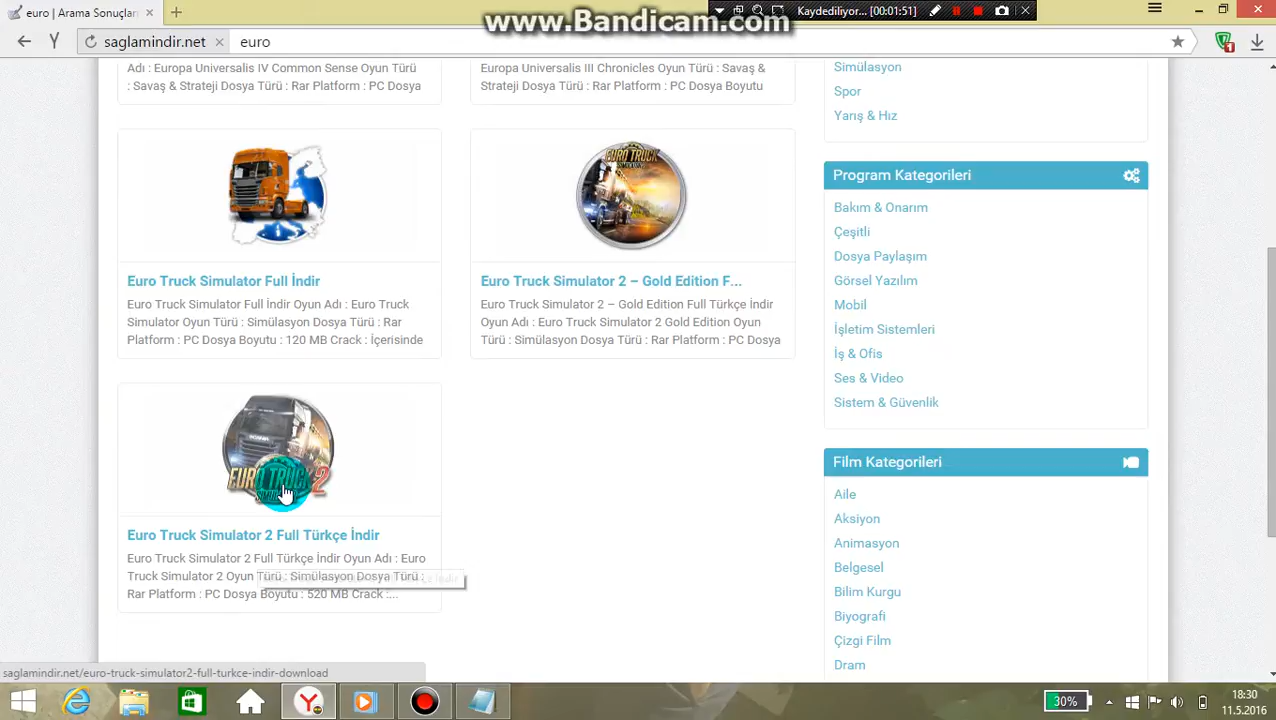 euro | Arama Sonuçları
www.Bandicam.com
Kaydediliyor... [00:01:51]
saglamindir.net
euro
Adı : Europa Universalis IV Common Sense Oyun Türü
: Savaş & Strateji Dosya Türü : Rar Platform : PC Dosya
Europa Universalis III Chronicles Oyun Türü : Savaş &
Strateji Dosya Türü : Rar Platform : PC Dosya Boyutu
Euro Truck Simulator Full İndir
Euro Truck Simulator Full İndir Oyun Adı : Euro Truck
Simulator Oyun Türü : Simülasyon Dosya Türü : Rar
Platform : PC Dosya Boyutu : 120 MB Crack : İçerisinde
EURO TRUCK
Euro Truck Simulator 2 – Gold Edition F...
Euro Truck Simulator 2 – Gold Edition Full Türkçe İndir
Oyun Adı : Euro Truck Simulator 2 Gold Edition Oyun
Türü : Simülasyon Dosya Türü : Rar Platform : PC Dosya
EURO TRUCK 2
Euro Truck Simulator 2 Full Türkçe İndir
Euro Truck Simulator 2 Full Türkçe İndir Oyun Adı : Euro
Truck Simulator 2 Oyun Türü : Simülasyon Dosya Türü :
Rar Platform : PC Dosya Boyutu : 520 MB Crack :...
Simülasyon
Spor
Yarış & Hız
Program Kategorileri
Bakım & Onarım
Çeşitli
Dosya Paylaşım
Görsel Yazılım
Mobil
İşletim Sistemleri
İş & Ofis
Ses & Video
Sistem & Güvenlik
Film Kategorileri
Aile
Aksiyon
Animasyon
Belgesel
Bilim Kurgu
Biyografi
Çizgi Film
Dram
saglamindir.net/euro-truck-simulator2-full-turkce-indir-download
30%
18:30
11.5.2016